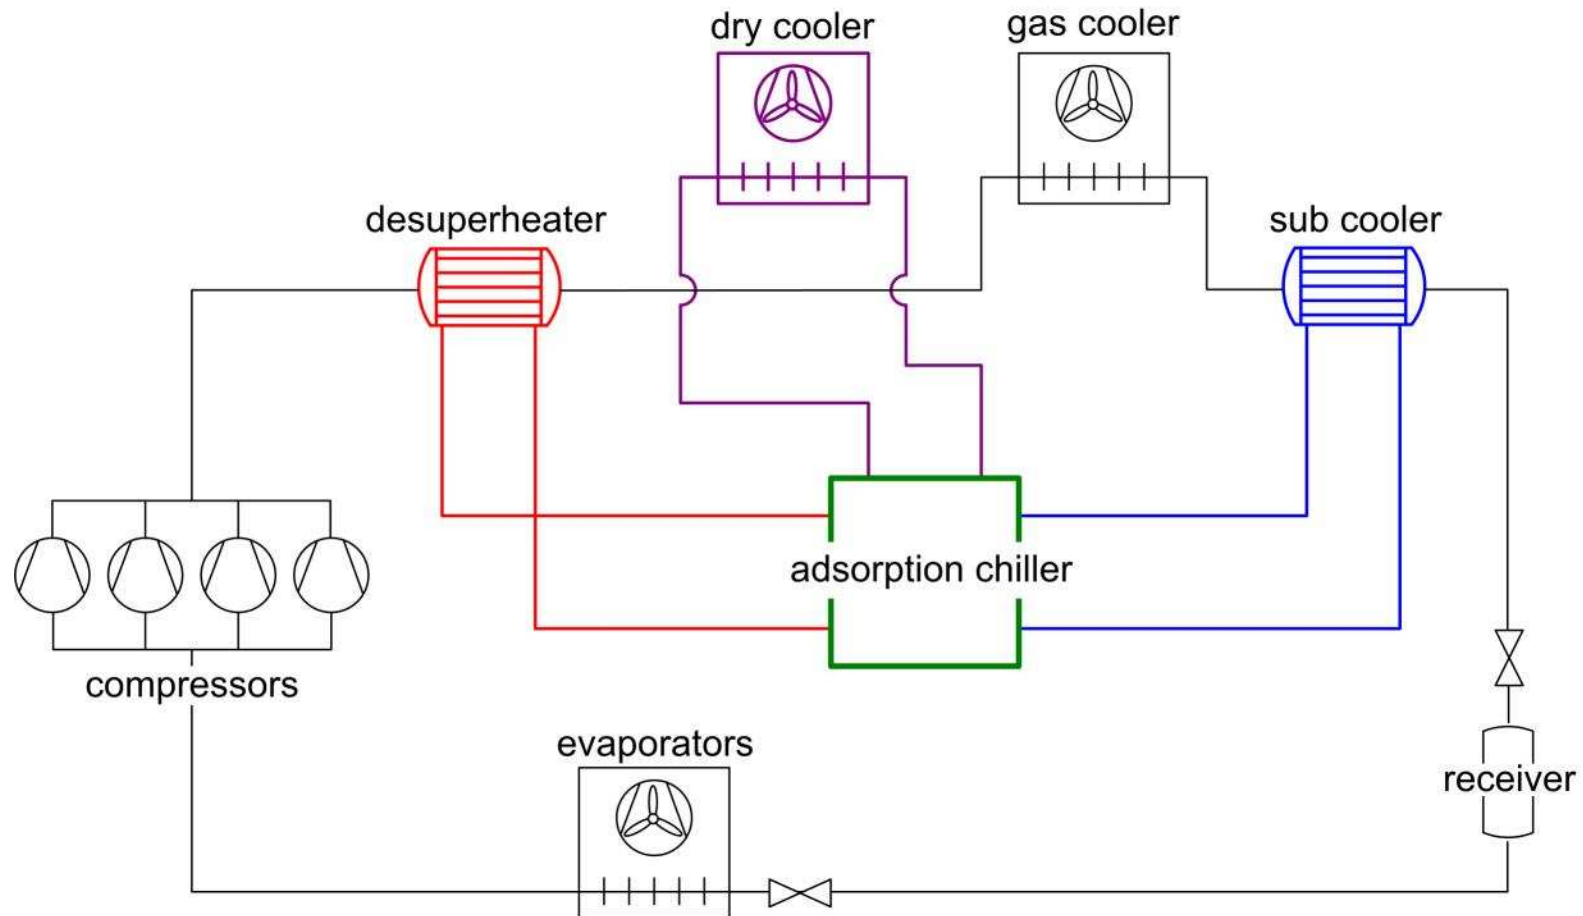 dry cooler
gas cooler
desuperheater
sub cooler
adsorption chiller
compressors
evaporators
receiver